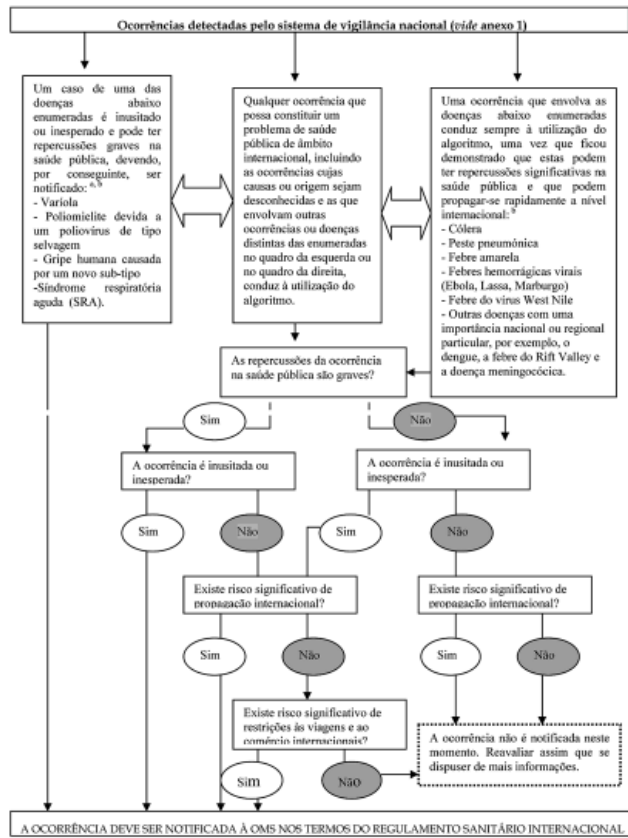 Ocorrências detectadas pelo sistema de vigilância nacional (vide anexo 1)
Um caso de uma das
doenças abaixo
enumeradas é inusitado
ou inesperado e pode ter
repercussões graves na
saúde pública, devendo,
por conseguinte, ser
notificado: a, b
- Varíola
- Poliomielite devida a
um poliovírus de tipo
selvagem
- Gripe humana causada
por um novo sub-tipo
-Síndrome respiratória
aguda (SRA).
Qualquer ocorrência que
possa constituir um
problema de saúde
pública de âmbito
internacional, incluindo
as ocorrências cujas
causas ou origem sejam
desconhecidas e as que
envolvam outras
ocorrências ou doenças
distintas das enumeradas
no quadro da esquerda ou
no quadro da direita,
conduz à utilização do
algoritmo.
Uma ocorrência que envolva as
doenças abaixo enumeradas
conduz sempre à utilização do
algoritmo, uma vez que ficou
demonstrado que estas podem
ter repercussões significativas na
saúde pública e que podem
propagar-se rapidamente a nível
internacional: b
- Cólera
- Peste pneumónica
- Febre amarela
- Febres hemorrágicas virais
(Ebola, Lassa, Marburgo)
- Febre do vírus West Nile
- Outras doenças com uma
importância nacional ou regional
particular, por exemplo, o
dengue, a febre do Rift Valley e
a doença meningocócica.
As repercussões da ocorrência
na saúde pública são graves?
Sim
Não
A ocorrência é inusitada ou
inesperada?
A ocorrência é inusitada ou
inesperada?
Sim
Não
Sim
Não
Existe risco significativo de
propagação internacional?
Existe risco significativo de
propagação internacional?
Sim
Não
Sim
Não
Existe risco significativo de
restrições às viagens e ao
comércio internacionais?
A ocorrência não é notificada neste
momento. Reavaliar assim que se
dispuser de mais informações.
Sim
Não
A OCORRÊNCIA DEVE SER NOTIFICADA À OMS NOS TERMOS DO REGULAMENTO SANITÁRIO INTERNACIONAL